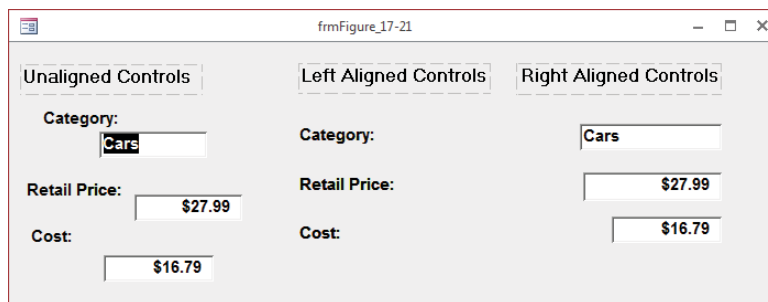 frmFigure_17-21
Unaligned Controls
Left Aligned Controls
Right Aligned Controls
Category:
Cars
Category:
Cars
Retail Price:
$27.99
Retail Price:
$27.99
Cost:
$16.79
Cost:
$16.79